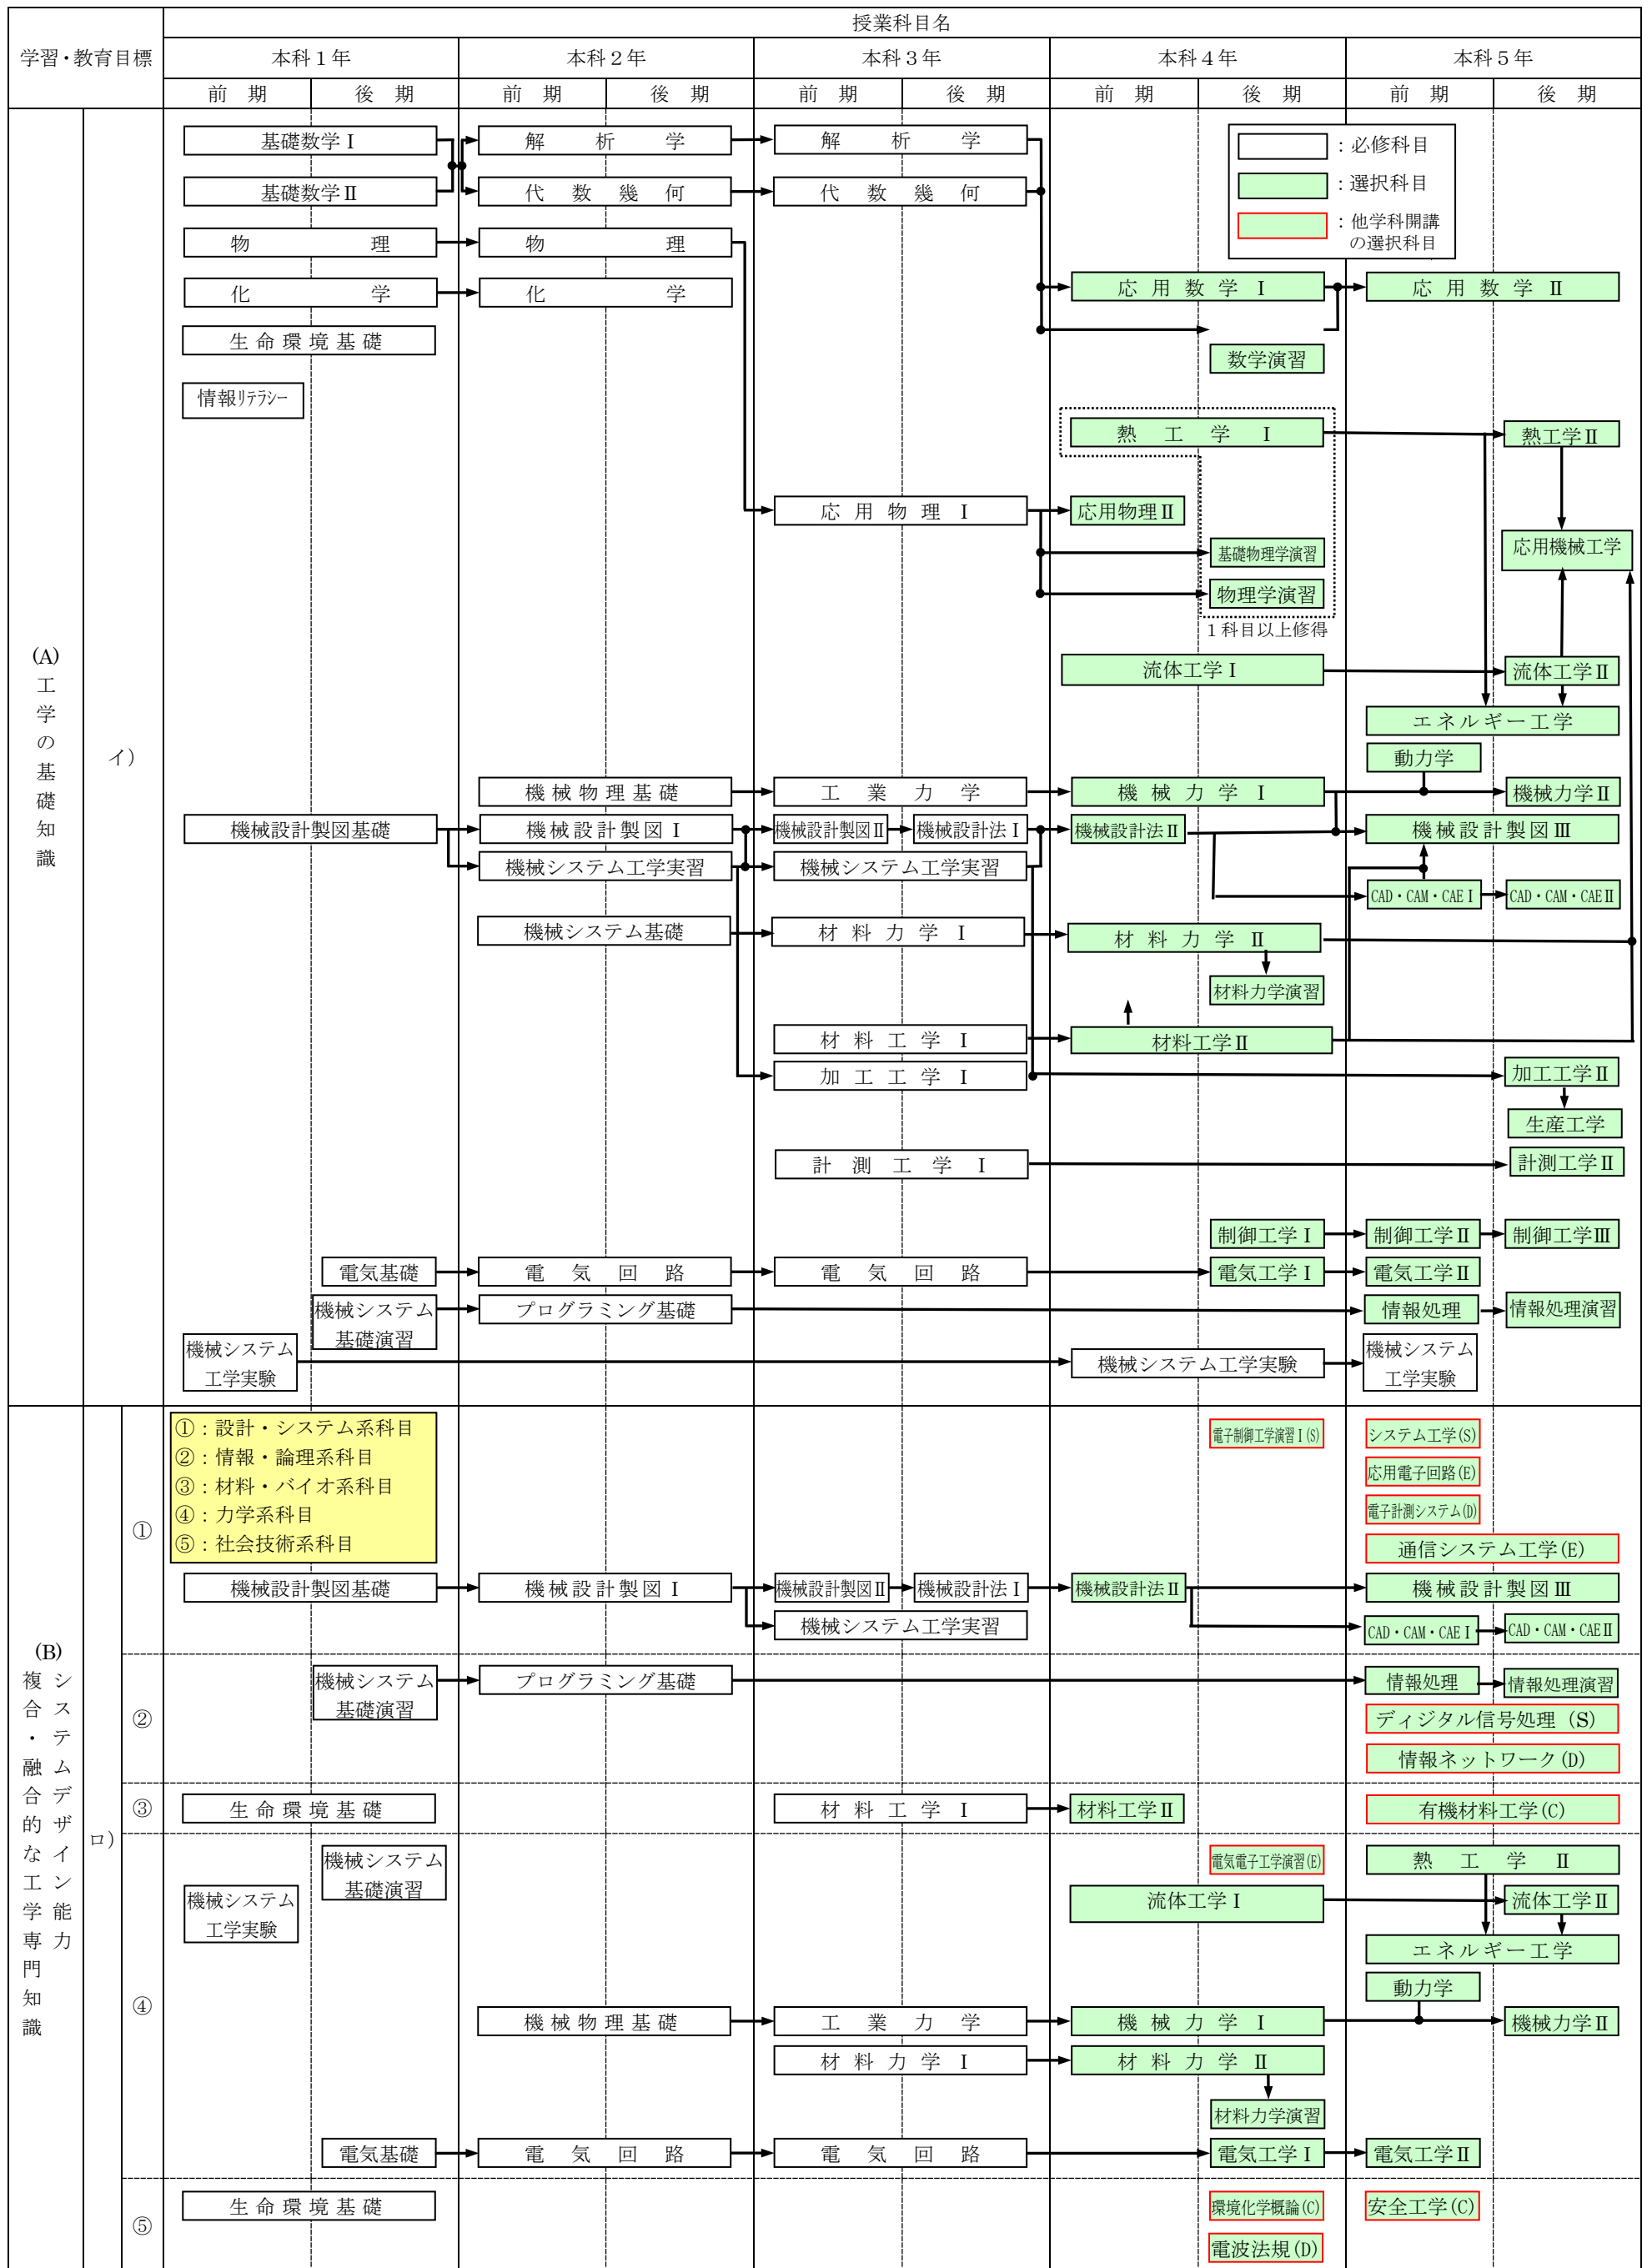 授業科目名
学習・教育目標
本科１年 本科２年 本科３年 本科４年 本科５年
前 期 後 期 前 期 後 期 前 期 後 期 前 期 後 期 前 期 後 期
(A)
工学の基礎知識
イ）
基礎数学Ⅰ 解析学 解析学
：必修科目
基礎数学Ⅱ 代数幾何 代数幾何
：選択科目
：他学科開講
の選択科目
物理 物理
化学 化学 応用数学Ⅰ 応用数学Ⅱ
生命環境基礎
数学演習
情報ﾘﾃﾗｼｰ
熱工学Ⅰ 熱工学Ⅱ
応用物理Ⅰ 応用物理Ⅱ
基礎物理学演習 応用機械工学
物理学演習
１科目以上修得
流体工学Ⅰ 流体工学Ⅱ
エネルギー工学
動力学
機械物理基礎 工業力学 機械力学Ⅰ 機械力学Ⅱ
機械設計製図基礎 機械設計製図Ⅰ 機械設計製図Ⅱ 機械設計法Ⅰ 機械設計法Ⅱ 機械設計製図Ⅲ
機械システム工学実習 機械システム工学実習
CAD・CAM・CAEⅠ CAD・CAM・CAEⅡ
機械システム基礎 材料力学Ⅰ 材料力学Ⅱ
材料力学演習
材料工学Ⅰ 材料工学Ⅱ
加工工学Ⅰ 加工工学Ⅱ
生産工学
計測工学Ⅰ 計測工学Ⅱ
制御工学Ⅰ 制御工学Ⅱ 制御工学Ⅲ
電気基礎 電気回路 電気回路 電気工学Ⅰ 電気工学Ⅱ
機械システム
基礎演習 プログラミング基礎 情報処理 情報処理演習
機械システム
工学実験 機械システム工学実験 機械システム
工学実験
(B)
複合・融合的な工学専門知識
システムデザイン能力
ロ）
①
①：設計・システム系科目
②：情報・論理系科目
③：材料・バイオ系科目
④：力学系科目
⑤：社会技術系科目
電子制御工学演習Ⅰ(S) システム工学(S)
応用電子回路(E)
電子計測システム(D)
通信システム工学(E)
機械設計製図基礎 機械設計製図Ⅰ 機械設計製図Ⅱ 機械設計法Ⅰ 機械設計法Ⅱ 機械設計製図Ⅲ
機械システム工学実習 CAD・CAM・CAEⅠ CAD・CAM・CAEⅡ
②
機械システム
基礎演習 プログラミング基礎 情報処理 情報処理演習
ディジタル信号処理（S）
情報ネットワーク(D)
③
生命環境基礎 材料工学Ⅰ 材料工学Ⅱ 有機材料工学(C)
④
機械システム
基礎演習 電気電子工学演習(E) 熱工学Ⅱ
機械システム
工学実験 流体工学Ⅰ 流体工学Ⅱ
エネルギー工学
動力学
機械物理基礎 工業力学 機械力学Ⅰ 機械力学Ⅱ
材料力学Ⅰ 材料力学Ⅱ
材料力学演習
電気基礎 電気回路 電気回路 電気工学Ⅰ 電気工学Ⅱ
⑤
生命環境基礎 環境化学概論(C) 安全工学(C)
電波法規(D)